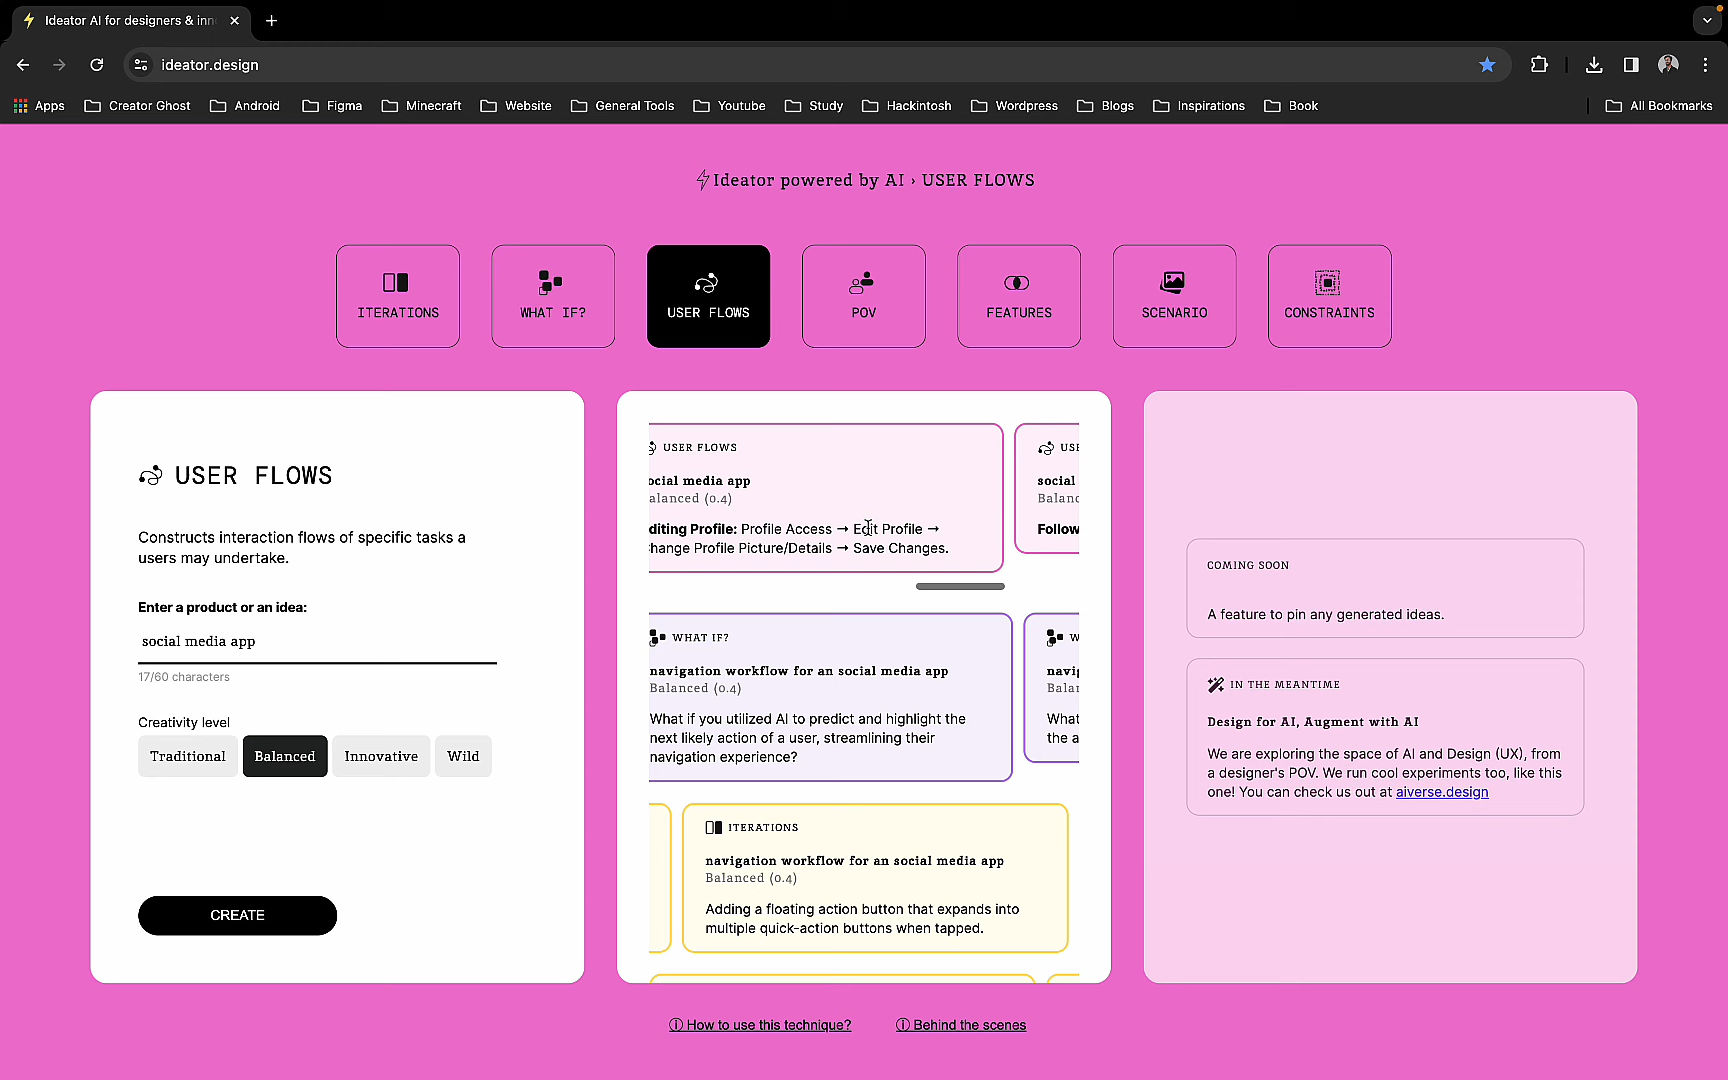 Ideator AI for designers & inn
ideator.design
Apps
Creator Ghost
Android
Figma
Minecraft
Website
General Tools
Youtube
Study
Hackintosh
Wordpress
Blogs
Inspirations
Book
All Bookmarks
Ideator powered by AI › USER FLOWS
ITERATIONS
WHAT IF?
USER FLOWS
POV
FEATURES
SCENARIO
CONSTRAINTS
USER FLOWS
Constructs interaction flows of specific tasks a
users may undertake.
Enter a product or an idea:
social media app
17/60 characters
Creativity level
Traditional
Balanced
Innovative
Wild
CREATE
USER FLOWS
ocial media app
alanced (0.4)
diting Profile: Profile Access → Edit Profile →
hange Profile Picture/Details → Save Changes.
USE
social
Balanc
Follow
WHAT IF?
navigation workflow for an social media app
Balanced (0.4)
What if you utilized AI to predict and highlight the
next likely action of a user, streamlining their
navigation experience?
W
navig
Balan
What
the a
ITERATIONS
navigation workflow for an social media app
Balanced (0.4)
Adding a floating action button that expands into
multiple quick-action buttons when tapped.
COMING SOON
A feature to pin any generated ideas.
IN THE MEANTIME
Design for AI, Augment with AI
We are exploring the space of AI and Design (UX), from
a designer's POV. We run cool experiments too, like this
one! You can check us out at aiverse.design
How to use this technique?
Behind the scenes